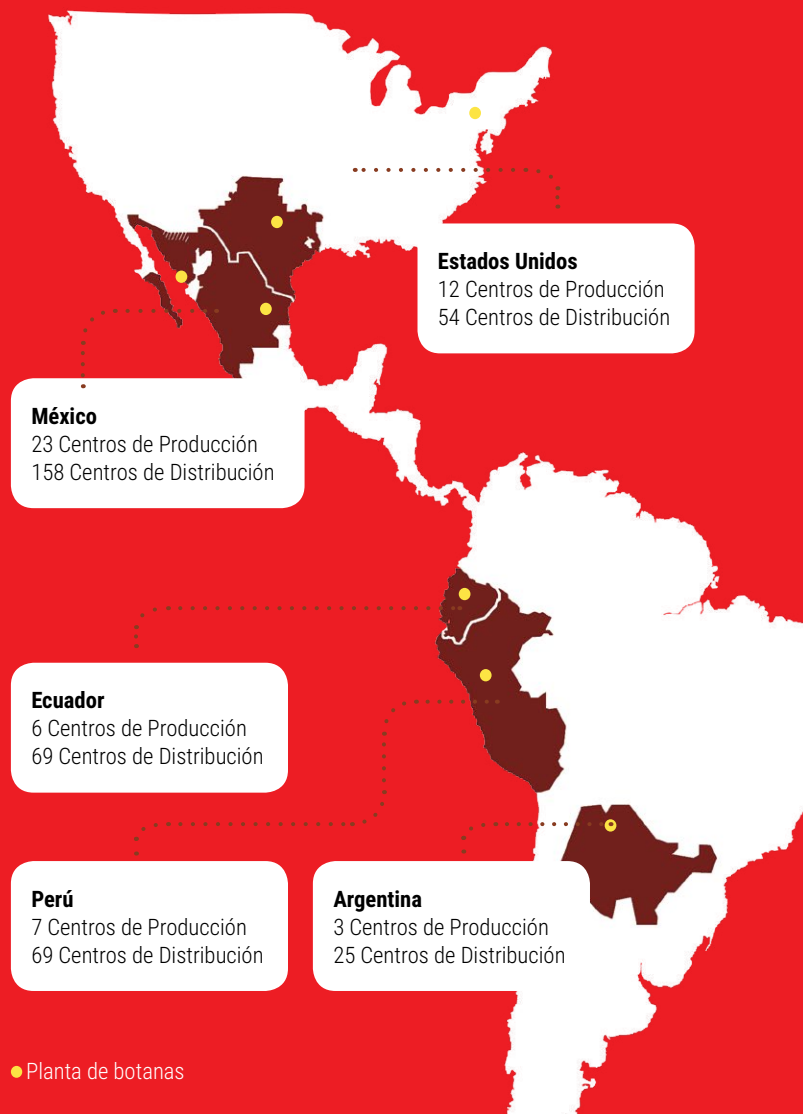 Estados Unidos
12 Centros de Producción
54 Centros de Distribución
México
23 Centros de Producción
158 Centros de Distribución
Ecuador
6 Centros de Producción
69 Centros de Distribución
Perú
7 Centros de Producción
69 Centros de Distribución
Argentina
3 Centros de Producción
25 Centros de Distribución
Planta de botanas